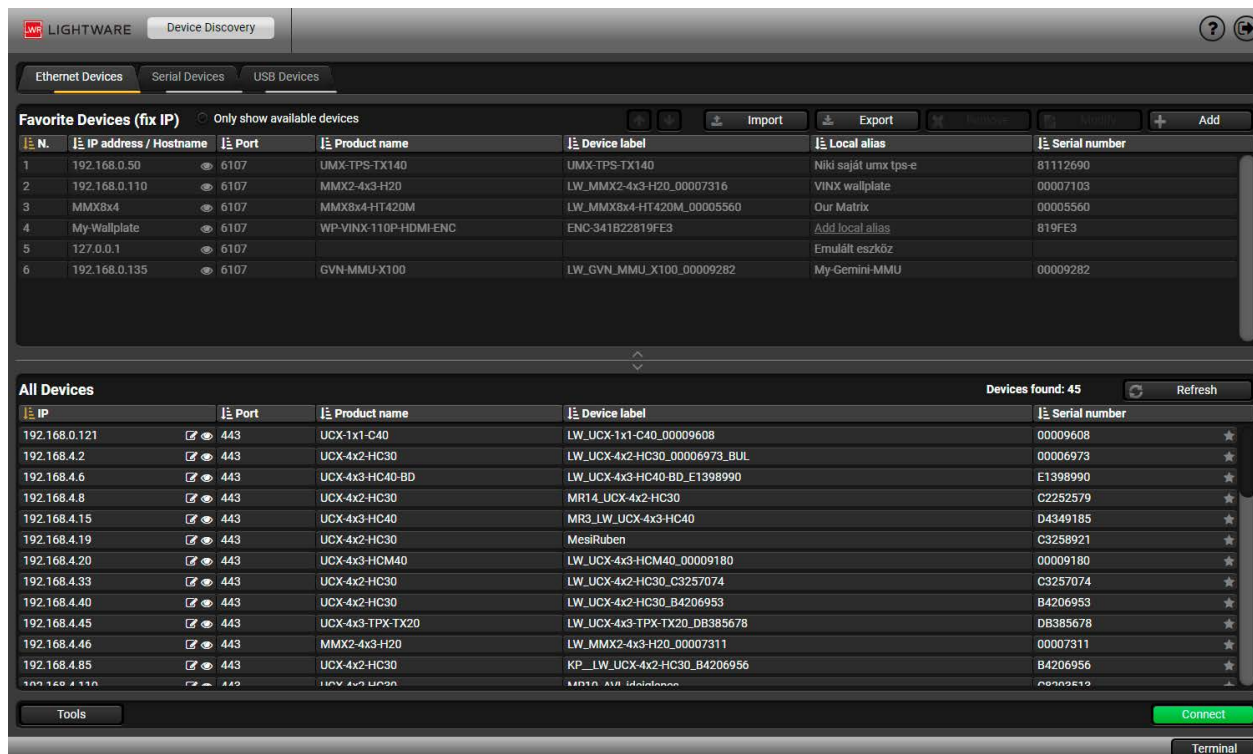 LWR LIGHTWARE Device Discovery ?
Ethernet Devices Serial Devices USB Devices
Favorite Devices (fix IP) Only show available devices Import Export Remove Modify Add
N. IP address / Hostname Port Product name Device label Local alias Serial number
1 192.168.0.50 6107 UMX-TPS-TX140 UMX-TPS-TX140 Niki saját umx tps-e 81112690
2 192.168.0.110 6107 MMX2-4x3-H20 LW_MMX2-4x3-H20_00007316 VINX wallplate 00007103
3 MMX8x4 6107 MMX8x4-HT420M LW_MMX8x4-HT420M_00005560 Our Matrix 00005560
4 My-Wallplate 6107 WP-VINX-110P-HDMI-ENC ENC-341B22819FE3 Add local alias 819FE3
5 127.0.0.1 6107 Emulált eszköz
6 192.168.0.135 6107 GVN-MMU-X100 LW_GVN_MMU_X100_00009282 My-Gemini-MMU 00009282
All Devices Devices found: 45 Refresh
IP Port Product name Device label Serial number
192.168.0.121 443 UCX-1x1-C40 LW_UCX-1x1-C40_00009608 00009608
192.168.4.2 443 UCX-4x2-HC30 LW_UCX-4x2-HC30_00006973_BUL 00006973
192.168.4.6 443 UCX-4x3-HC40-BD LW_UCX-4x3-HC40-BD_E1398990 E1398990
192.168.4.8 443 UCX-4x2-HC30 MR14_UCX-4x2-HC30 C2252579
192.168.4.15 443 UCX-4x3-HC40 MR3_LW_UCX-4x3-HC40 D4349185
192.168.4.19 443 UCX-4x2-HC30 MesiRuben C3258921
192.168.4.20 443 UCX-4x3-HCM40 LW_UCX-4x3-HCM40_00009180 00009180
192.168.4.33 443 UCX-4x2-HC30 LW_UCX-4x2-HC30_C3257074 C3257074
192.168.4.40 443 UCX-4x2-HC30 LW_UCX-4x2-HC30_B4206953 B4206953
192.168.4.45 443 UCX-4x3-TPX-TX20 LW_UCX-4x3-TPX-TX20_DB385678 DB385678
192.168.4.46 443 MMX2-4x3-H20 LW_MMX2-4x3-H20_00007311 00007311
192.168.4.85 443 UCX-4x2-HC30 KP__LW_UCX-4x2-HC30_B4206956 B4206956
192.168.4.110 443 UCX-4x2-HC30
Tools Connect
Terminal